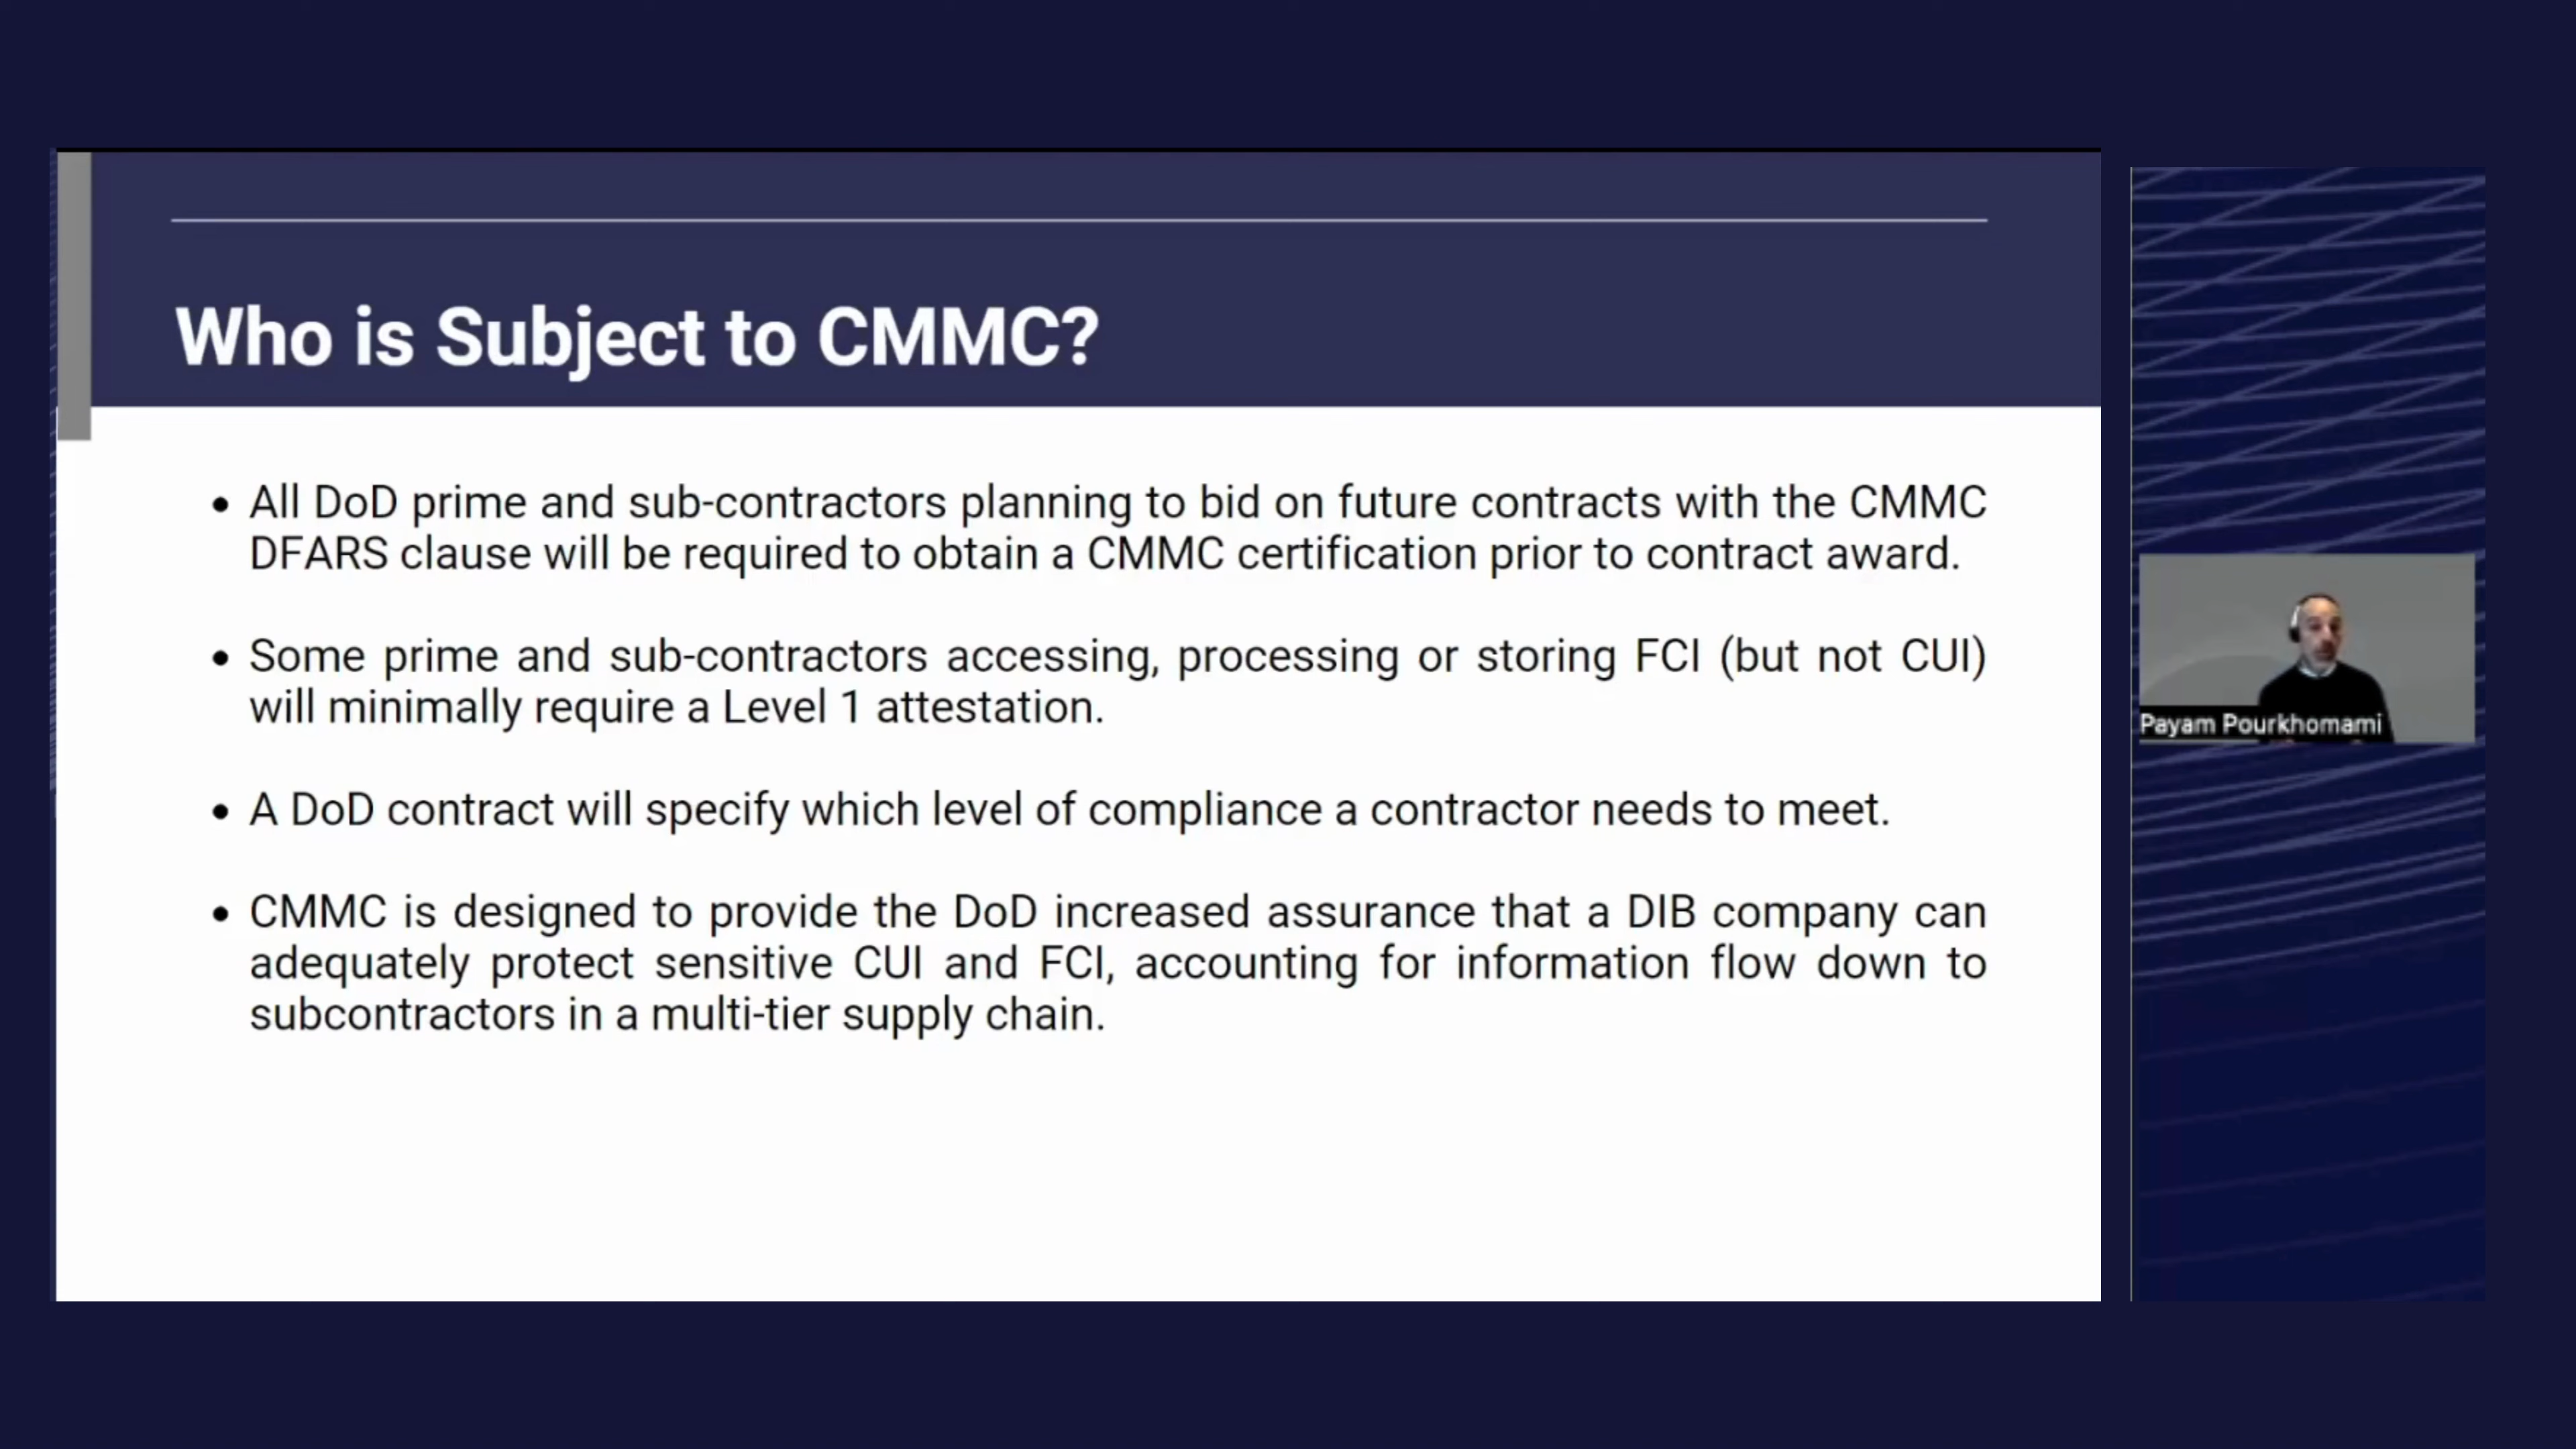 Who is Subject to CMMC?
• All DoD prime and sub-contractors planning to bid on future contracts with the CMMC
DFARS clause will be required to obtain a CMMC certification prior to contract award.
• Some prime and sub-contractors accessing, processing or storing FCI (but not CUI)
will minimally require a Level 1 attestation.
• A DoD contract will specify which level of compliance a contractor needs to meet.
• CMMC is designed to provide the DoD increased assurance that a DIB company can
adequately protect sensitive CUI and FCI, accounting for information flow down to
subcontractors in a multi-tier supply chain.
Payam Pourkhomami